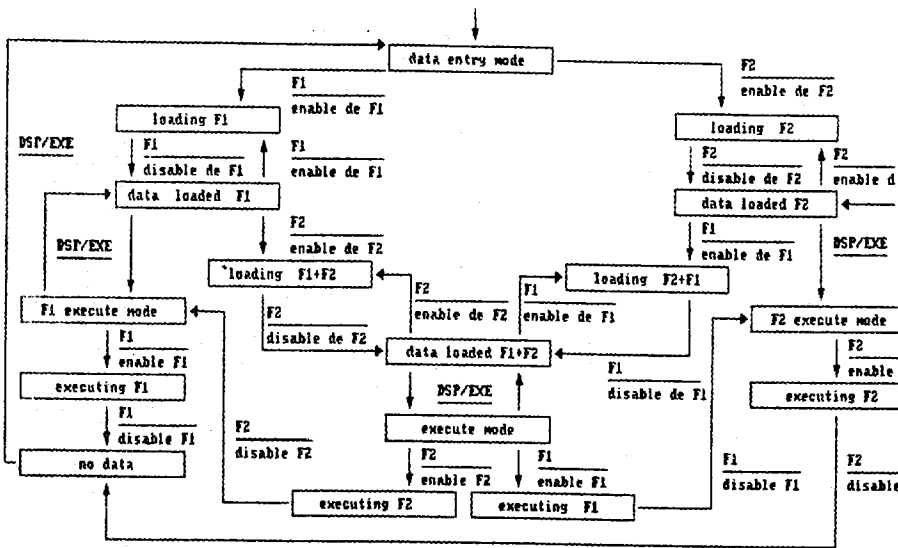 data entry mode
F1
enable de F1
F2
enable de F2
loading F1
loading F2
DSP/EXE
F1
disable de F1
F1
enable de F1
F2
disable de F2
F2
enable d
data loaded F1
data loaded F2
DSP/EXE
F2
enable de F2
F1
enable de F1
DSP/EXE
loading F1+F2
loading F2+F1
F2
enable de F2
F1
enable de F1
F1 execute mode
F2 execute mode
F2
disable de F2
F1
enable F1
data loaded F1+F2
F1
disable de F1
F2
enable
executing F1
DSP/EXE
executing F2
F1
disable F1
execute mode
F2
disable F2
F2
enable F2
F1
enable F1
F1
disable F1
F2
disable
no data
executing F2
executing F1